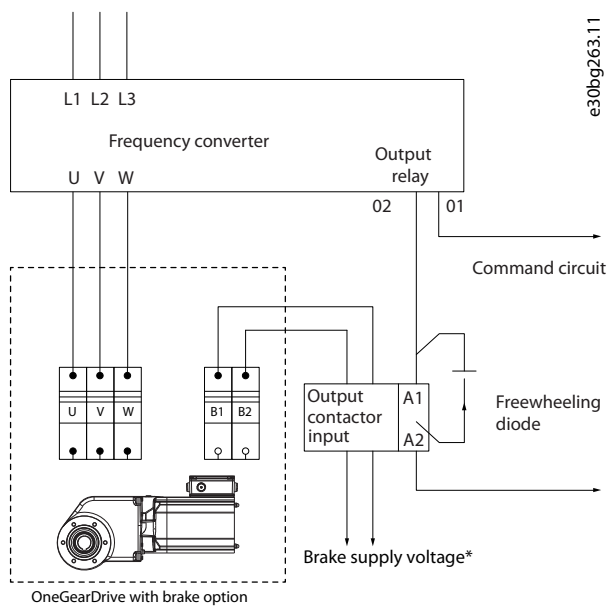 e30bg263.11
L1 L2 L3
Frequency converter
Output
relay
U V W
02 01
Command circuit
U V W
B1 B2
Output
contactor
input
A1
A2
Freewheeling
diode
Brake supply voltage*
OneGearDrive with brake option